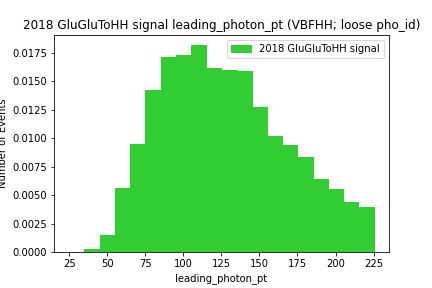 2018 GluGluToHH signal leading_photon_pt (VBFHH; loose pho_id)
2018 GluGluToHH signal
Number of Events
0.0175
0.0150
0.0125
0.0100
0.0075
0.0050
0.0025
0.0000
25 50 75 100 125 150 175 200 225
leading_photon_pt